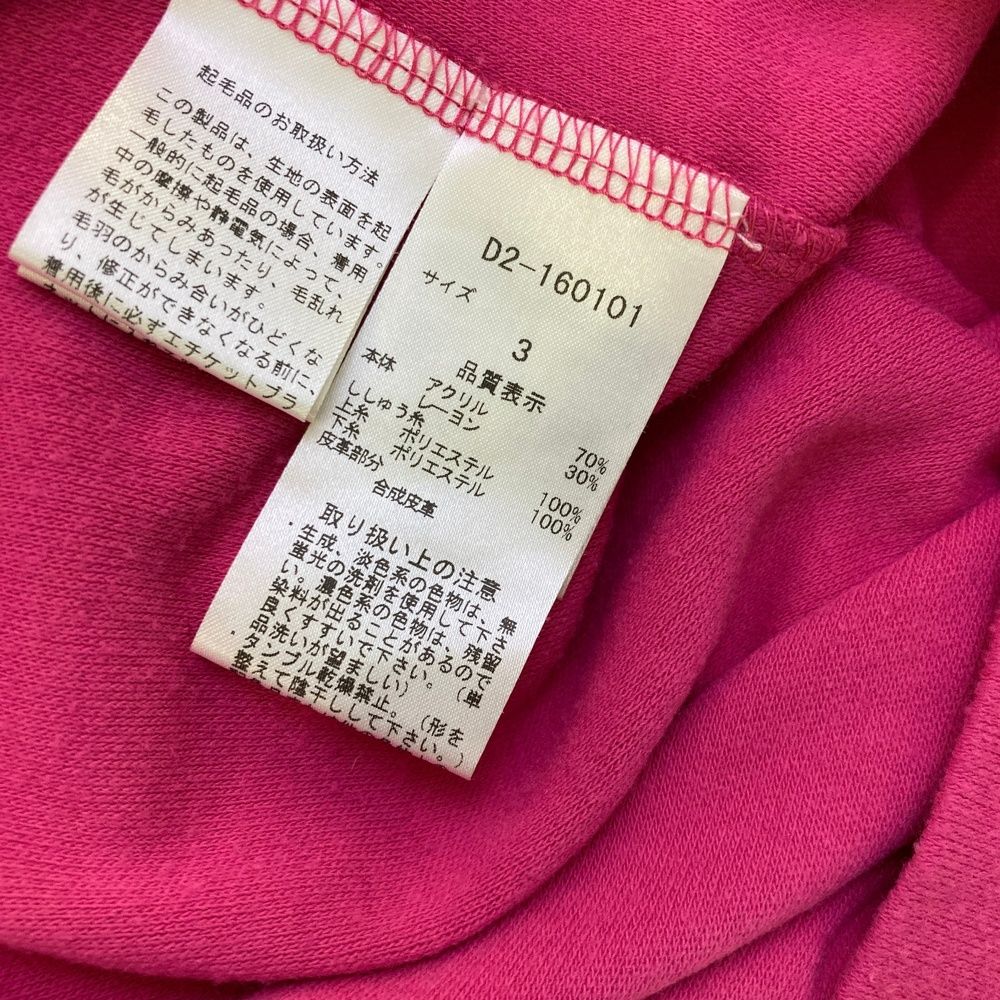 起毛品のお取扱い方法
この製品は、生地の表面を起
毛したものを使用しています。
一般的に起毛品の場合、着用
中の摩擦や静電気によって、
毛がからみあったり、毛乱れ
が生じてしまいます。
毛羽のからみ合いがひどくな
り、修正ができなくなる前に
着用後に必ずエチケットブラ
D2-160101
サイズ
3
品質表示
本体 アクリル 70%
レーヨン 30%
ししゅう糸
上糸 ポリエステル 100%
下糸 ポリエステル 100%
皮革部分
合成皮革
取り扱い上の注意
・生成、淡色系の色物は、無
蛍光の洗剤を使用して下さ
い。濃色系の色物は、残留
染料が出ることがあるので
良くすすいで下さい。(単
品洗いが望ましい)
・タンブル乾燥禁止。(形を
整えて陰干しして下さい。